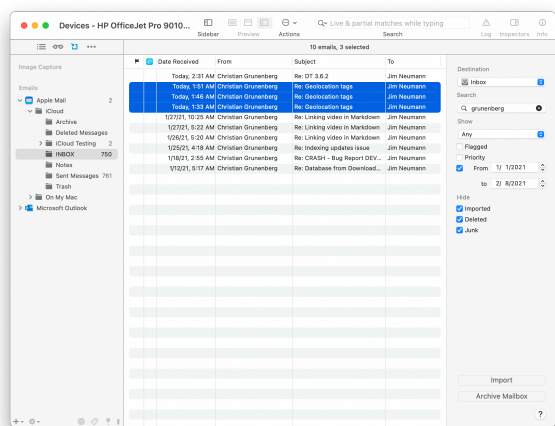 Devices - HP OfficeJet Pro 9010...
Live & partial matches while typing
Sidebar Preview Actions Search Log Inspectors Info
10 emails, 3 selected
Image Capture
Emails
Apple Mail 2
iCloud
Archive
Deleted Messages
iCloud Testing 2
INBOX 750
Notes
Sent Messages 761
Trash
On My Mac
Microsoft Outlook
Date Received From Subject To
Today, 2:31 AM Christian Grunenberg Re: DT 3.6.2 Jim Neumann
Today, 1:51 AM Christian Grunenberg Re: Geolocation tags Jim Neumann
Today, 1:46 AM Christian Grunenberg Re: Geolocation tags Jim Neumann
Today, 1:33 AM Christian Grunenberg Re: Geolocation tags Jim Neumann
1/27/21, 10:25 AM Christian Grunenberg Re: Linking video in Markdown Jim Neumann
1/27/21, 5:22 AM Christian Grunenberg Re: Linking video in Markdown Jim Neumann
1/26/21, 5:20 AM Christian Grunenberg Re: Linking video in Markdown Jim Neumann
1/25/21, 4:18 AM Christian Grunenberg Re: Indexing updates issue Jim Neumann
1/18/21, 2:55 AM Christian Grunenberg Re: CRASH - Bug Report DEV... Jim Neumann
1/12/21, 5:17 AM Christian Grunenberg Re: Database from Download... Jim Neumann
Destination
Inbox
Search
grunenberg
Show
Any
Flagged
Priority
From 1/ 1/2021
to 2/ 8/2021
Hide
Imported
Deleted
Junk
Import
Archive Mailbox
?